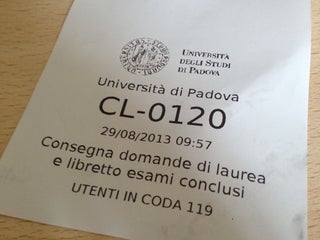 UNIVERSITÀ
DEGLI STUDI
DI PADOVA
Università di Padova
CL-0120
29/08/2013 09:57
Consegna domande di laurea
e libretto esami conclusi
UTENTI IN CODA 119